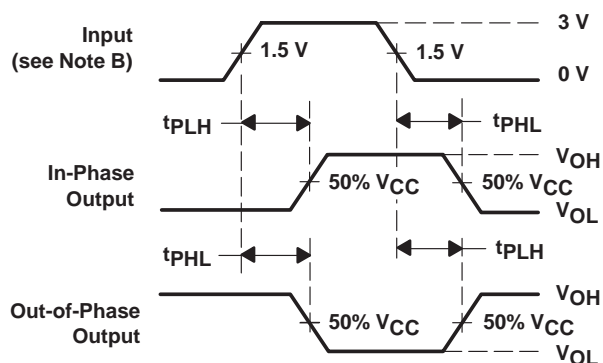 Input
(see Note B)
1.5 V
1.5 V
3 V
0 V
tPLH
tPHL
In-Phase
Output
50% VCC
50% VCC
VOH
VOL
tPHL
tPLH
Out-of-Phase
Output
50% VCC
50% VCC
VOH
VOL